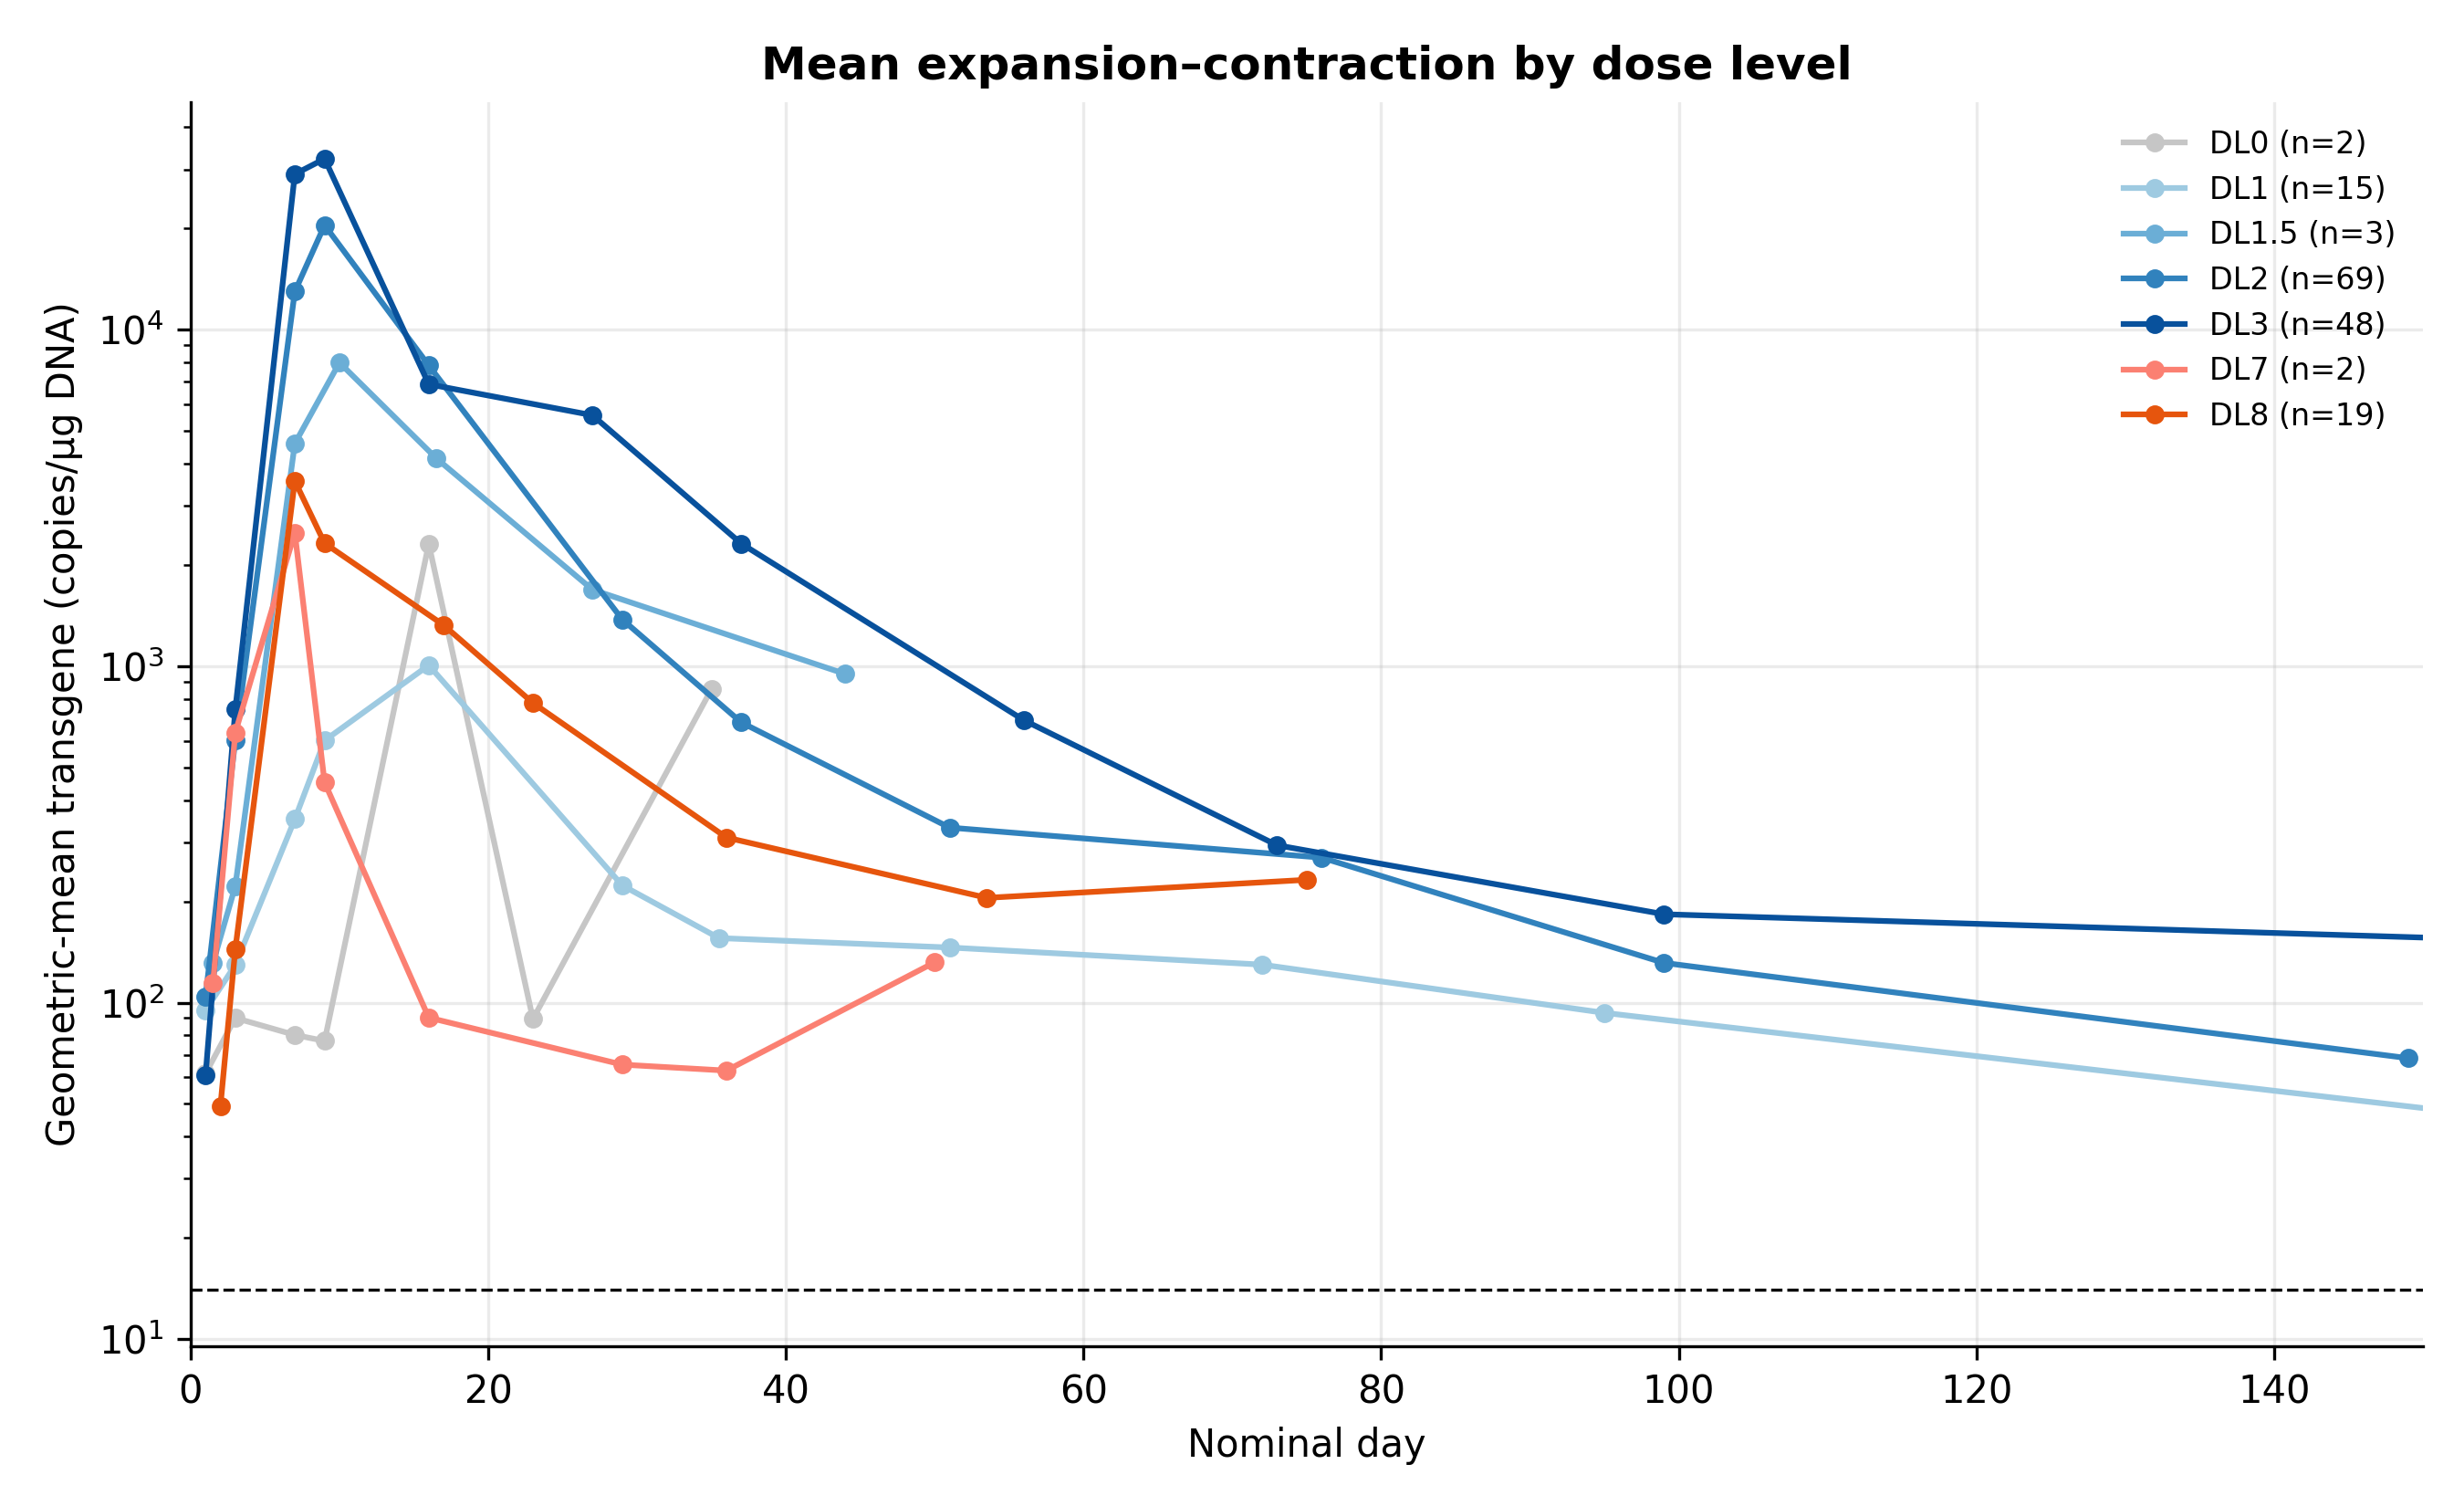 Mean expansion–contraction by dose level
Geometric-mean transgene (copies/µg DNA)
10⁴
10³
10²
10¹
DL0 (n=2)
DL1 (n=15)
DL1.5 (n=3)
DL2 (n=69)
DL3 (n=48)
DL7 (n=2)
DL8 (n=19)
0 20 40 60 80 100 120 140
Nominal day